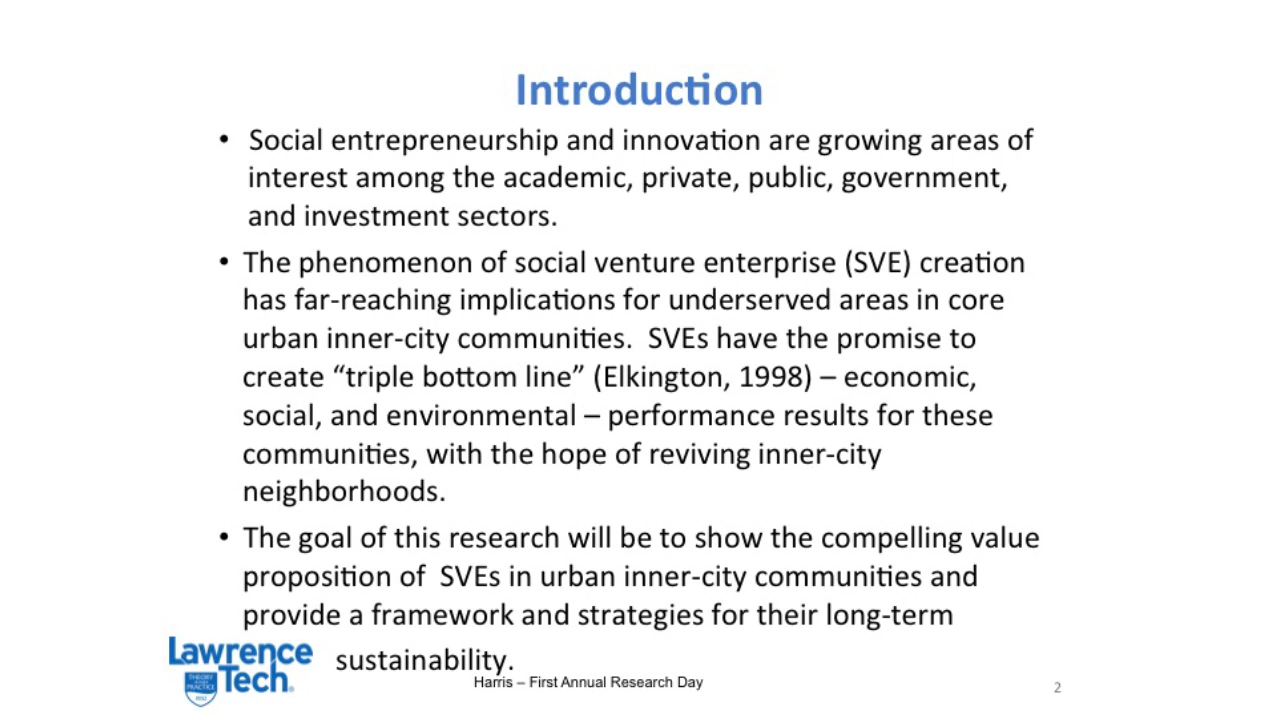 Introduction
• Social entrepreneurship and innovation are growing areas of
interest among the academic, private, public, government,
and investment sectors.
• The phenomenon of social venture enterprise (SVE) creation
has far-reaching implications for underserved areas in core
urban inner-city communities.  SVEs have the promise to
create “triple bottom line” (Elkington, 1998) – economic,
social, and environmental – performance results for these
communities, with the hope of reviving inner-city
neighborhoods.
• The goal of this research will be to show the compelling value
proposition of  SVEs in urban inner-city communities and
provide a framework and strategies for their long-term
sustainability.
Lawrence
Tech
THEORY
AND
PRACTICE
Harris – First Annual Research Day
2